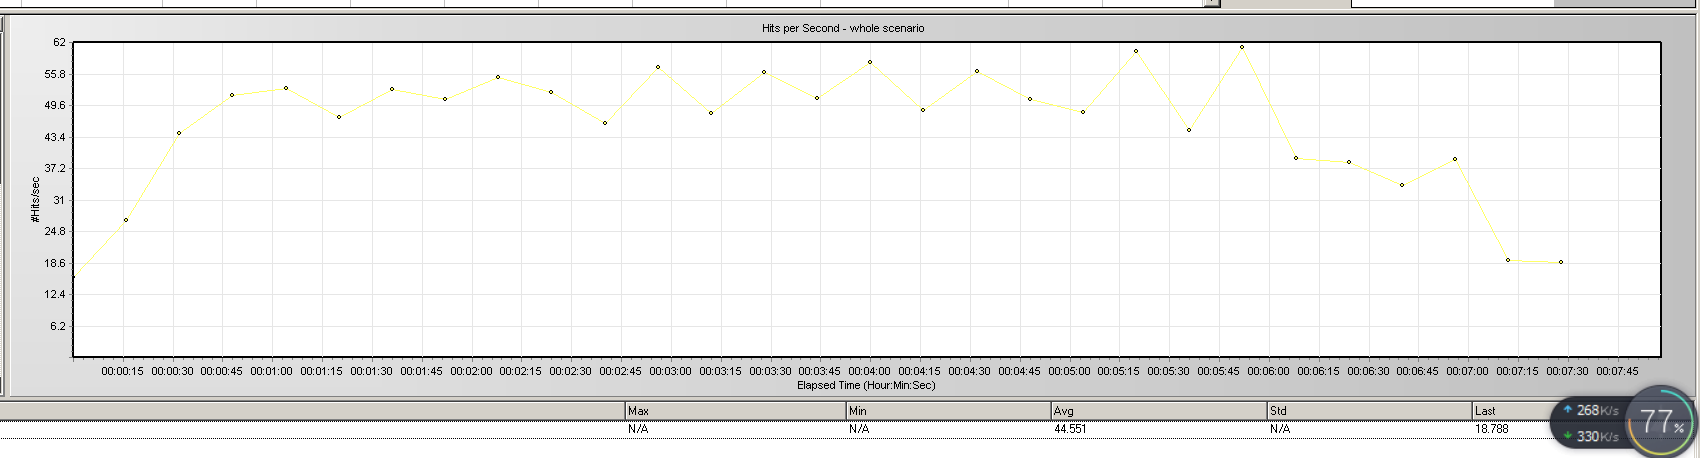 Hits per Second - whole scenario
62
55.8
49.6
43.4
37.2
31
24.8
18.6
12.4
6.2
#Hits/sec
00:00:15 00:00:30 00:00:45 00:01:00 00:01:15 00:01:30 00:01:45 00:02:00 00:02:15 00:02:30 00:02:45 00:03:00 00:03:15 00:03:30 00:03:45 00:04:00 00:04:15 00:04:30 00:04:45 00:05:00 00:05:15 00:05:30 00:05:45 00:06:00 00:06:15 00:06:30 00:06:45 00:07:00 00:07:15 00:07:30 00:07:45
Elapsed Time (Hour:Min:Sec)
Max Min Avg Std Last
N/A N/A 44.551 N/A 18.788
268K/s
330K/s
77%